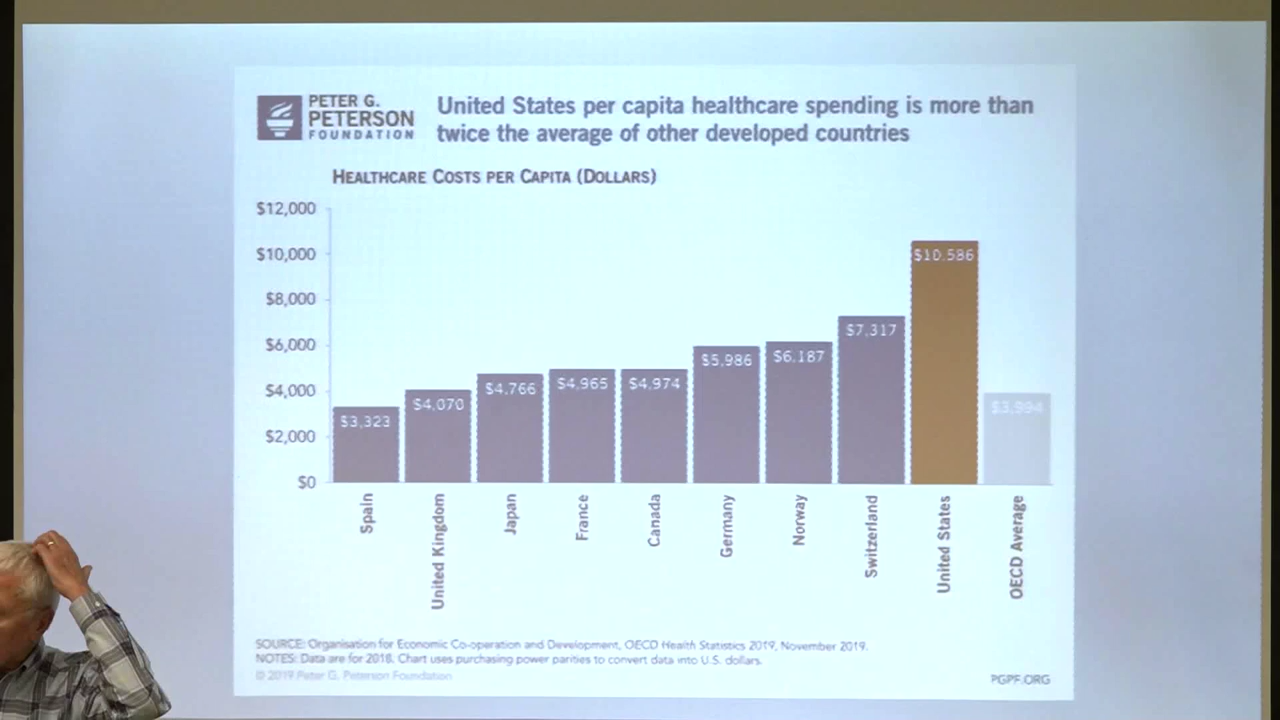 PETER G.
PETERSON
FOUNDATION
United States per capita healthcare spending is more than
twice the average of other developed countries
HEALTHCARE COSTS PER CAPITA (DOLLARS)
$12,000
$10,000
$8,000
$6,000
$4,000
$2,000
$0
$3,323
$4,070
$4,766
$4,965
$4,974
$5,986
$6,187
$7,317
$10,586
$3,994
Spain
United Kingdom
Japan
France
Canada
Germany
Norway
Switzerland
United States
OECD Average
SOURCE: Organisation for Economic Co-operation and Development, OECD Health Statistics 2019, November 2019.
NOTES: Data are for 2018. Chart uses purchasing power parities to convert data into U.S. dollars.
© 2019 Peter G. Peterson Foundation
PGPF.ORG